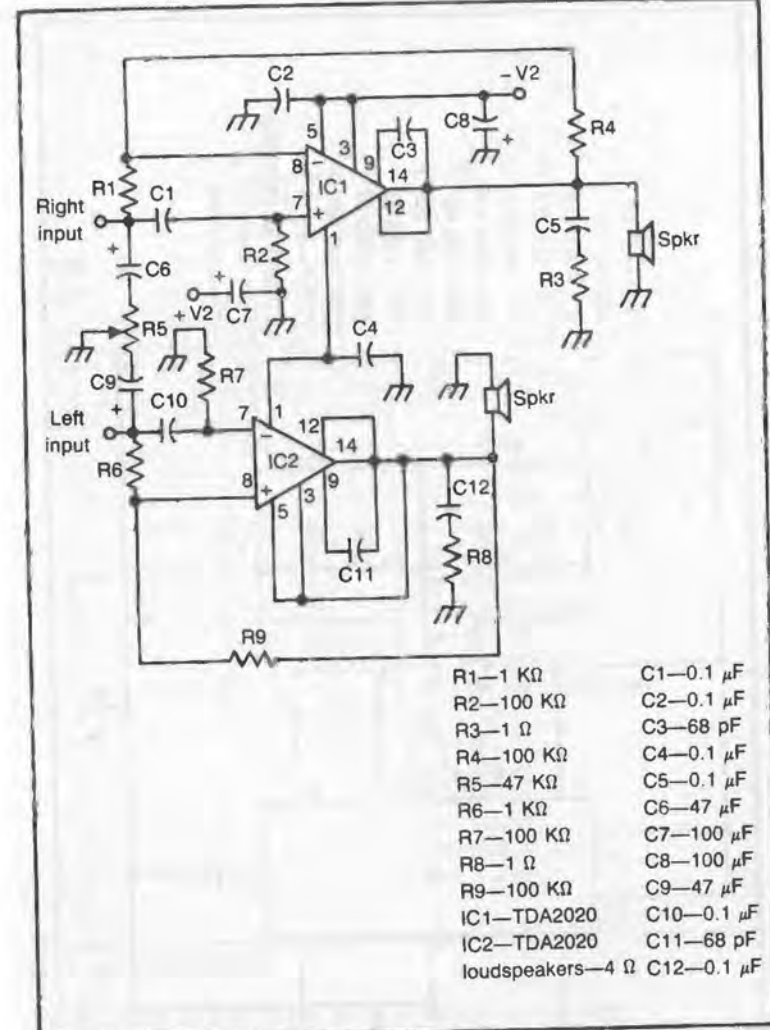 C2
− V2
5
3
C8
+
R4
8
−
9
C3
14
IC1
12
R1
C1
Right
input
7
+
1
R2
C5
Spkr
+
C6
+
C7
+ V2
R3
R5
C4
C9
+
C10
R7
Spkr
Left
input
7
−
1
12
14
R6
IC2
8
+
3
9
5
C12
C11
R8
R9
R1—1 KΩ
R2—100 KΩ
R3—1 Ω
R4—100 KΩ
R5—47 KΩ
R6—1 KΩ
R7—100 KΩ
R8—1 Ω
R9—100 KΩ
IC1—TDA2020
IC2—TDA2020
loudspeakers—4 Ω
C1—0.1 μF
C2—0.1 μF
C3—68 pF
C4—0.1 μF
C5—0.1 μF
C6—47 μF
C7—100 μF
C8—100 μF
C9—47 μF
C10—0.1 μF
C11—68 pF
C12—0.1 μF